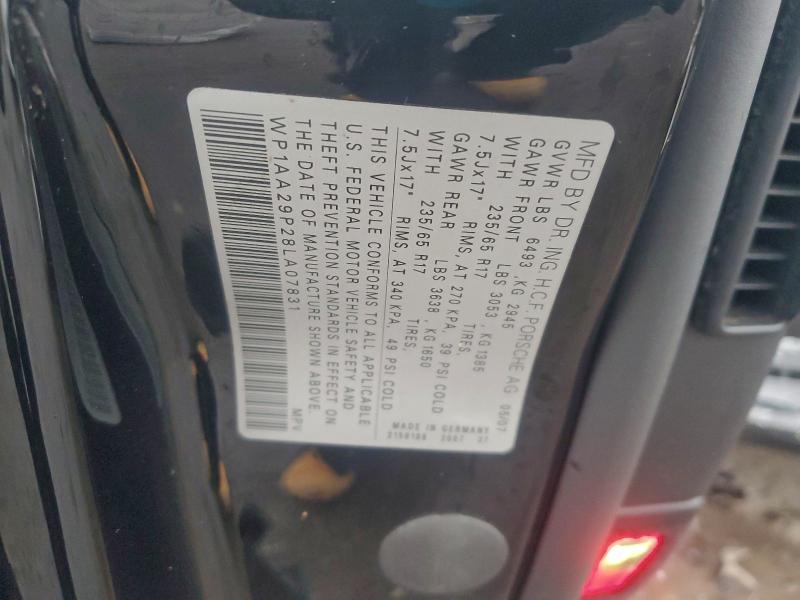 MFD BY DR. ING. H.C.F. PORSCHE AG 05/07
GVWR LBS 6493 ,KG 2945
GAWR FRONT LBS 3053 , KG 1385
WITH 235/65 R17 TIRES,
7.5Jx17" RIMS, AT 270 KPA, 39 PSI COLD
GAWR REAR LBS 3638 , KG 1650
WITH 235/65 R17 TIRES,
7.5Jx17" RIMS, AT 340 KPA, 49 PSI COLD
THIS VEHICLE CONFORMS TO ALL APPLICABLE
U.S. FEDERAL MOTOR VEHICLE SAFETY AND
THEFT PREVENTION STANDARDS IN EFFECT ON
THE DATE OF MANUFACTURE SHOWN ABOVE.
WP1AA29P28LA07831 MPV
MADE IN GERMANY
2007